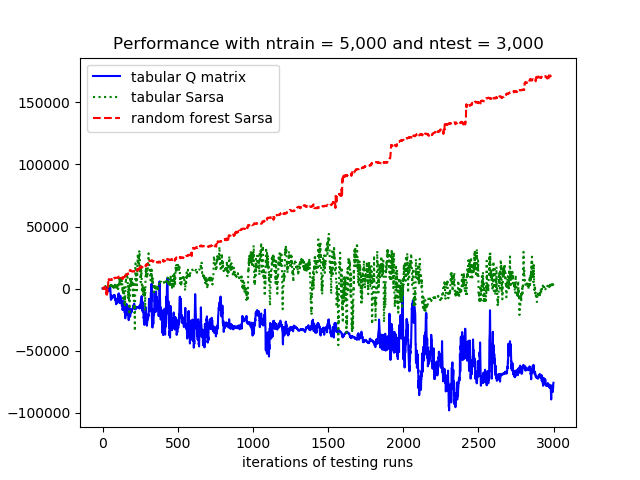 Performance with ntrain = 5,000 and ntest = 3,000
tabular Q matrix
tabular Sarsa
random forest Sarsa
150000
100000
50000
0
−50000
−100000
0 500 1000 1500 2000 2500 3000
iterations of testing runs